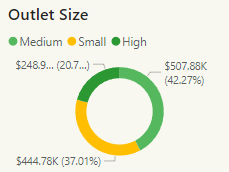 Outlet Size
Medium Small High
$248.9... (20.7...)
$507.88K
(42.27%)
$444.78K (37.01%)